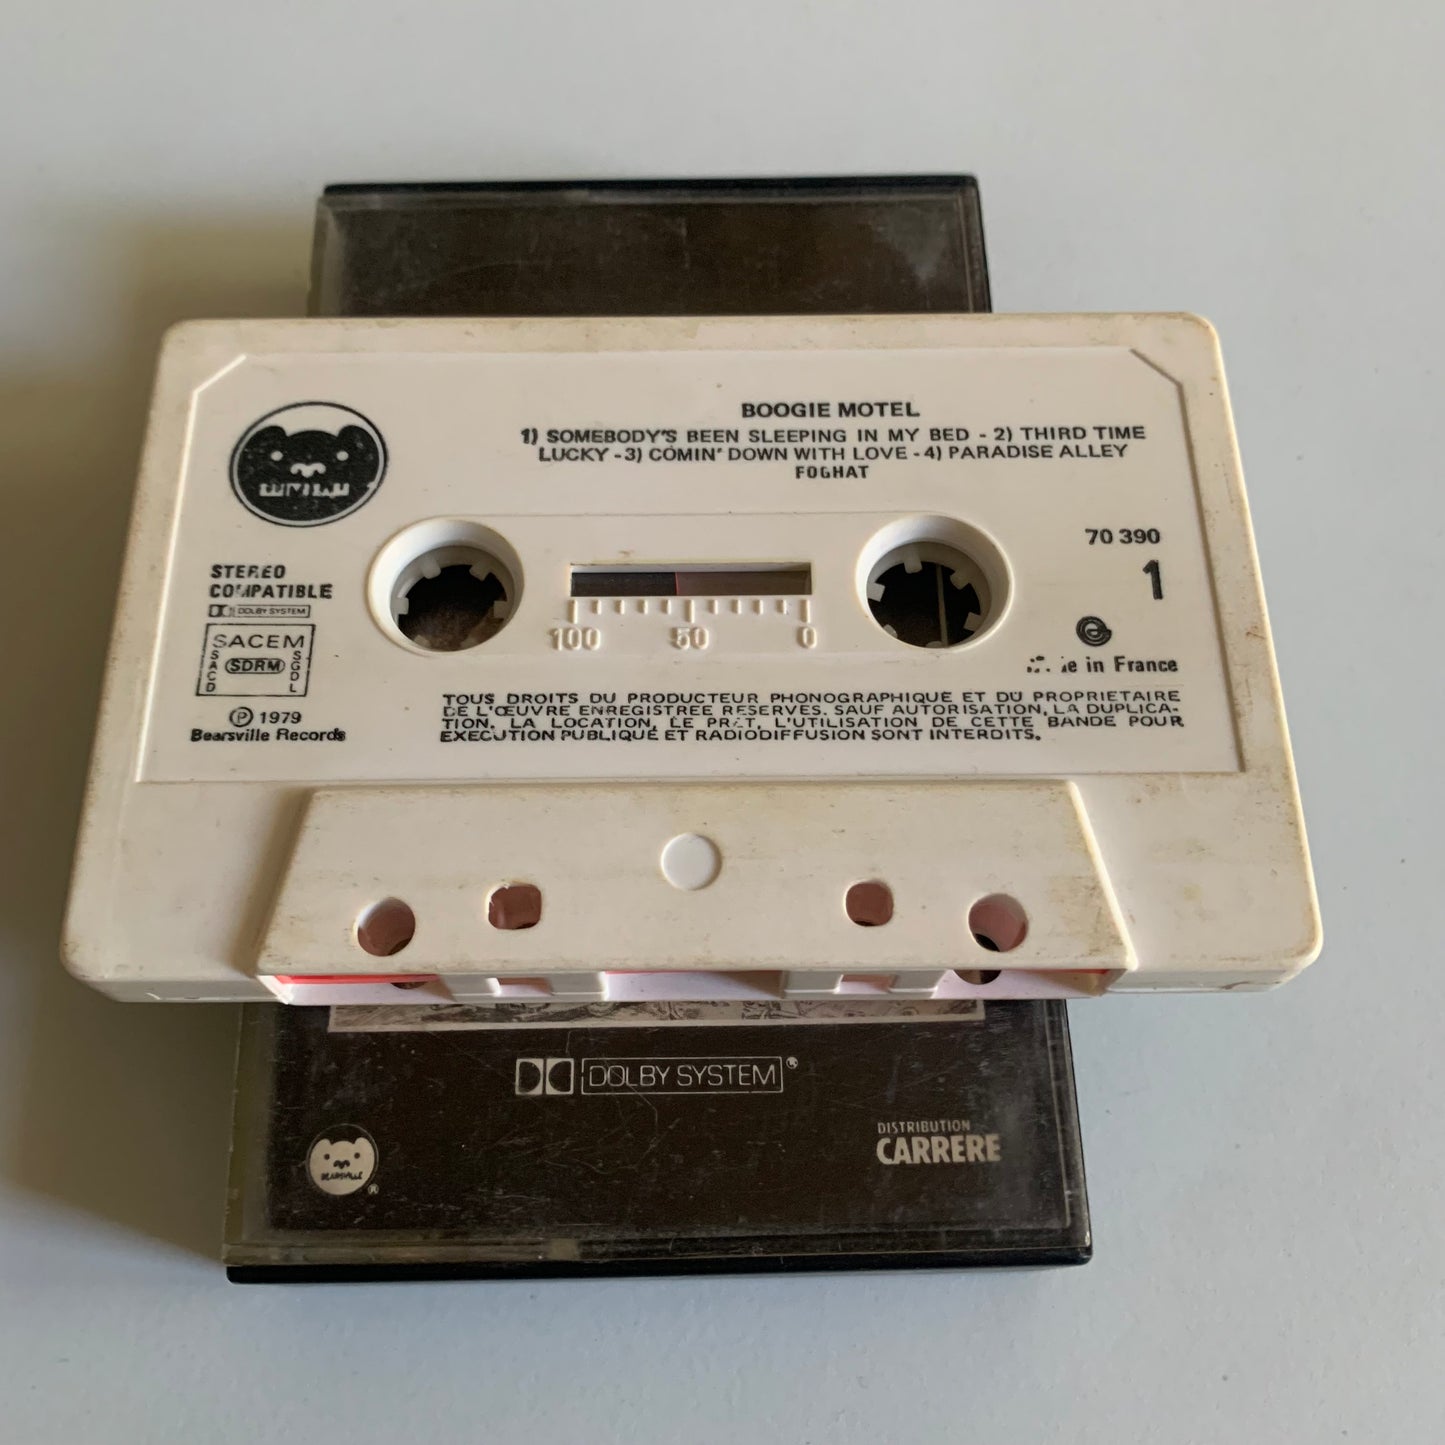 BOOGIE MOTEL
1) SOMEBODY'S BEEN SLEEPING IN MY BED - 2) THIRD TIME
LUCKY - 3) COMIN' DOWN WITH LOVE - 4) PARADISE ALLEY
FOGHAT
70 390
1
STEREO
COMPATIBLE
DOLBY SYSTEM
SACEM
SACD
SDRM
SGDL
℗ 1979
Bearsville Records
100 50 0
in France
TOUS DROITS DU PRODUCTEUR PHONOGRAPHIQUE ET DU PROPRIETAIRE
DE L'ŒUVRE ENREGISTREE RESERVES. SAUF AUTORISATION, LA DUPLICA-
TION, LA LOCATION, LE PRET, L'UTILISATION DE CETTE BANDE POUR
EXECUTION PUBLIQUE ET RADIODIFFUSION SONT INTERDITS.
DOLBY SYSTEM®
DISTRIBUTION
CARRERE
BEARSVILLE
®